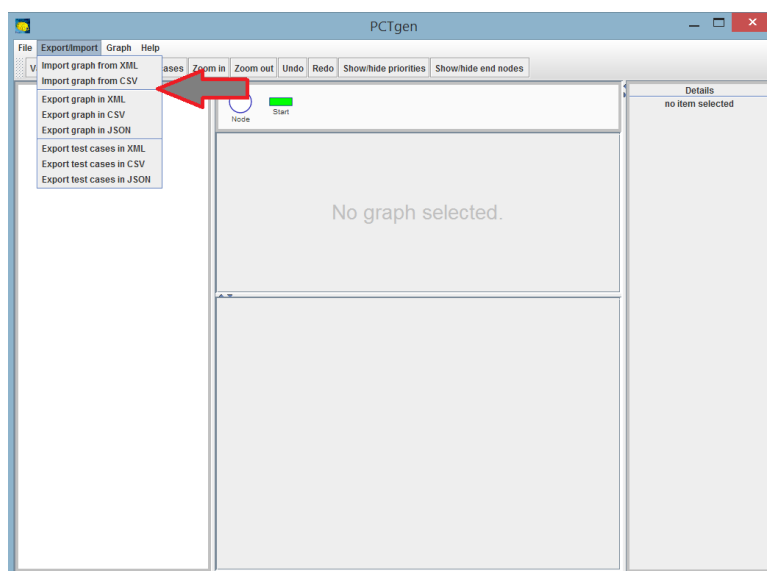 PCTgen
File Export/Import Graph Help
ases Zoom in Zoom out Undo Redo Show/hide priorities Show/hide end nodes
Import graph from XML
Import graph from CSV
Export graph in XML
Export graph in CSV
Export graph in JSON
Export test cases in XML
Export test cases in CSV
Export test cases in JSON
Node
Start
No graph selected.
Details
no item selected